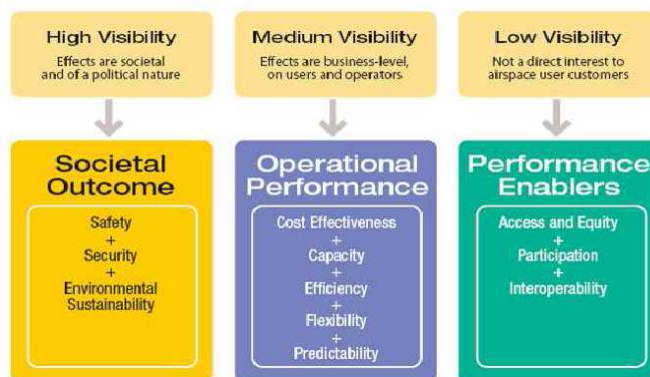 High Visibility
Effects are societal
and of a political nature
Medium Visibility
Effects are business-level,
on users and operators
Low Visibility
Not a direct interest to
airspace user customers
Societal
Outcome
Safety
+
Security
+
Environmental
Sustainability
Operational
Performance
Cost Effectiveness
+
Capacity
+
Efficiency
+
Flexibility
+
Predictability
Performance
Enablers
Access and Equity
+
Participation
+
Interoperability